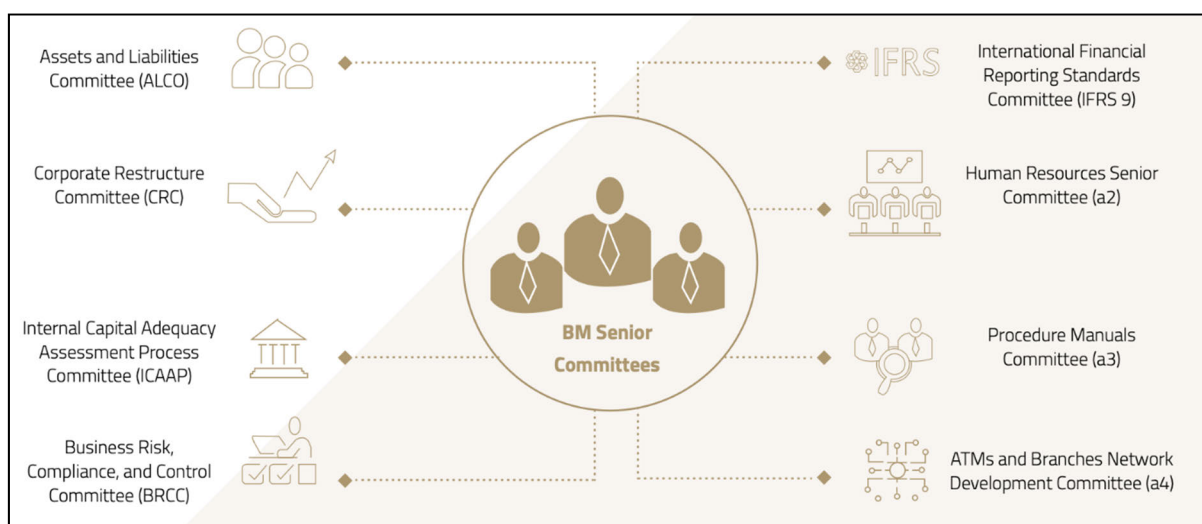 Assets and Liabilities
Committee (ALCO)
Corporate Restructure
Committee (CRC)
Internal Capital Adequacy
Assessment Process
Committee (ICAAP)
Business Risk,
Compliance, and Control
Committee (BRCC)
BM Senior
Committees
IFRS
International Financial
Reporting Standards
Committee (IFRS 9)
Human Resources Senior
Committee (a2)
Procedure Manuals
Committee (a3)
ATMs and Branches Network
Development Committee (a4)